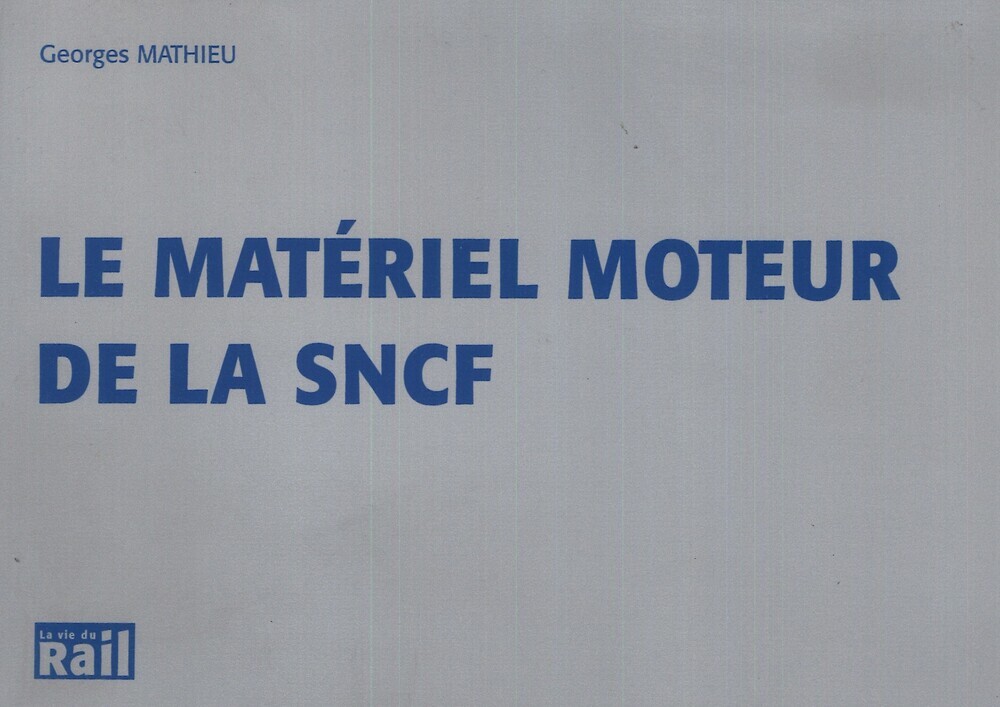 Georges MATHIEU
LE MATÉRIEL MOTEUR
DE LA SNCF
La vie du
Rail